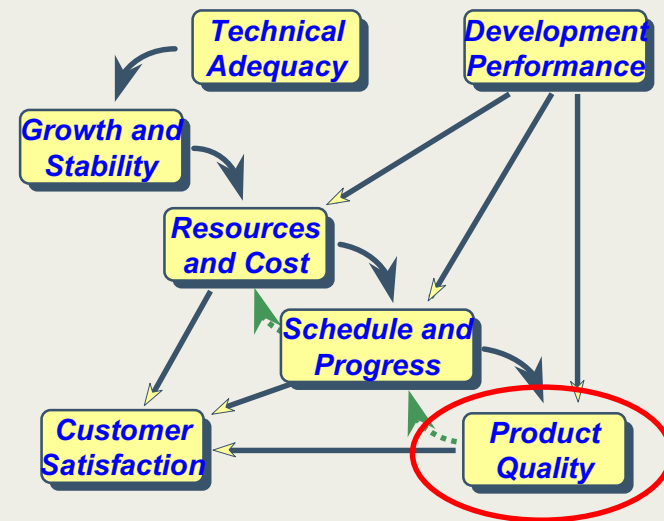 Technical
Adequacy
Development
Performance
Growth and
Stability
Resources
and Cost
Schedule and
Progress
Customer
Satisfaction
Product
Quality